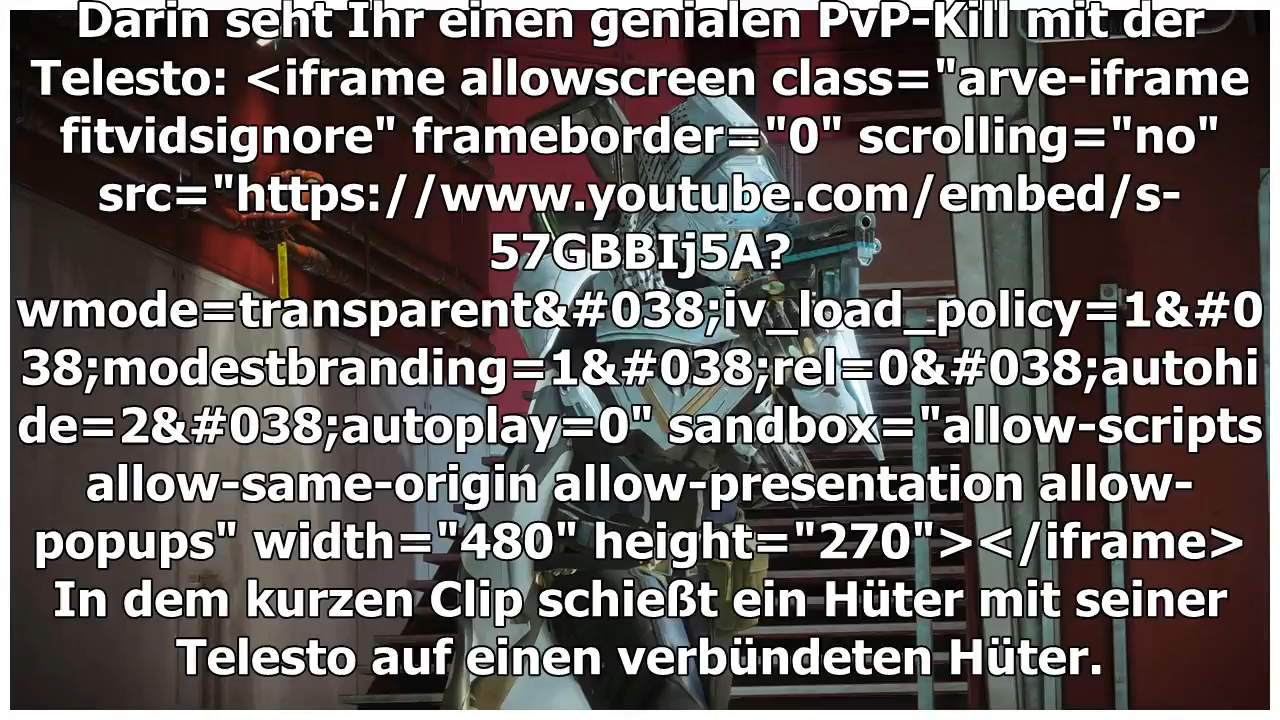 Darin seht Ihr einen genialen PvP-Kill mit der
Telesto: <iframe allowscreen class="arve-iframe
fitvidsignore" frameborder="0" scrolling="no"
src="https://www.youtube.com/embed/s-
57GBBIj5A?
wmode=transparent&#038;iv_load_policy=1&#0
38;modestbranding=1&#038;rel=0&#038;autohi
de=2&#038;autoplay=0" sandbox="allow-scripts
allow-same-origin allow-presentation allow-
popups" width="480" height="270"></iframe>
In dem kurzen Clip schießt ein Hüter mit seiner
Telesto auf einen verbündeten Hüter.